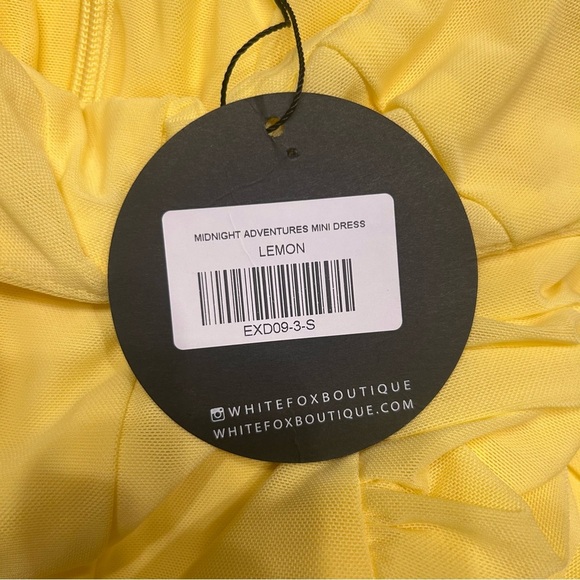 MIDNIGHT ADVENTURES MINI DRESS
LEMON
EXD09-3-S
WHITEFOXBOUTIQUE
WHITEFOXBOUTIQUE.COM